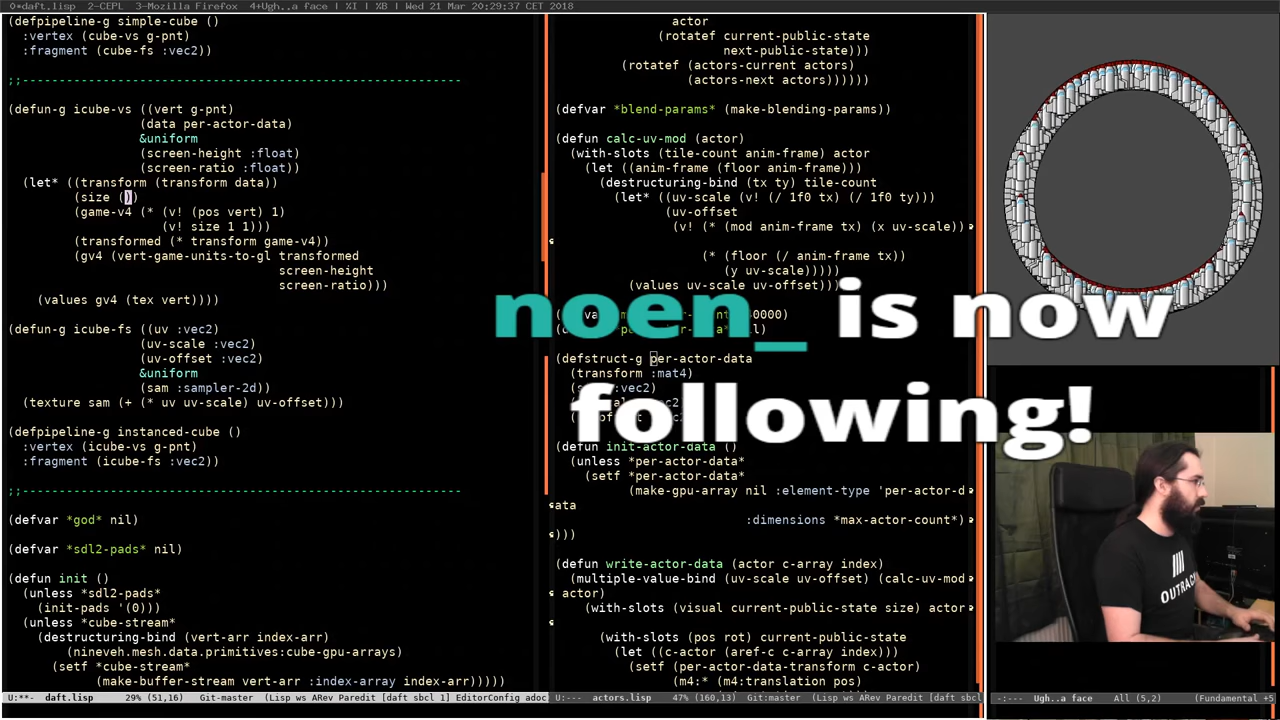 0*daft.lisp  2-CEPL  3-Mozilla Firefox  4+Ugh..a face | %I | %B | Wed 21 Mar 20:29:37 CET 2018
(defpipeline-g simple-cube ()
  :vertex (cube-vs g-pnt)
  :fragment (cube-fs :vec2))
;;------------------------------------------------------------
(defun-g icube-vs ((vert g-pnt)
                   (data per-actor-data)
                   &uniform
                   (screen-height :float)
                   (screen-ratio :float))
  (let* ((transform (transform data))
         (size ())
         (game-v4 (* (v! (pos vert) 1)
                     (v! size 1 1)))
         (transformed (* transform game-v4))
         (gv4 (vert-game-units-to-gl transformed
                                     screen-height
                                     screen-ratio)))
    (values gv4 (tex vert))))
(defun-g icube-fs ((uv :vec2)
                   (uv-scale :vec2)
                   (uv-offset :vec2)
                   &uniform
                   (sam :sampler-2d))
  (texture sam (+ (* uv uv-scale) uv-offset)))
(defpipeline-g instanced-cube ()
  :vertex (icube-vs g-pnt)
  :fragment (icube-fs :vec2))
;;------------------------------------------------------------
(defvar *god* nil)
(defvar *sdl2-pads* nil)
(defun init ()
  (unless *sdl2-pads*
    (init-pads '(0)))
  (unless *cube-stream*
    (destructuring-bind (vert-arr index-arr)
        (nineveh.mesh.data.primitives:cube-gpu-arrays)
      (setf *cube-stream*
            (make-buffer-stream vert-arr :index-array index-arr)))))
U:**-  daft.lisp      29% (51,16)    Git-master  (Lisp ws ARev Paredit [daft sbcl 1] EditorConfig adoc
                    actor
              (rotatef current-public-state
                       next-public-state)))
         (rotatef (actors-current actors)
                  (actors-next actors))))))
(defvar *blend-params* (make-blending-params))
(defun calc-uv-mod (actor)
  (with-slots (tile-count anim-frame) actor
    (let ((anim-frame (floor anim-frame)))
      (destructuring-bind (tx ty) tile-count
        (let* ((uv-scale (v! (/ 1f0 tx) (/ 1f0 ty)))
               (uv-offset
                (v! (* (mod anim-frame tx) (x uv-scale))
                    (* (floor (/ anim-frame tx))
                       (y uv-scale)))))
          (values uv-scale uv-offset)))))
0000)
(defstruct-g per-actor-data
  (transform :mat4)
:vec2)
(defun init-actor-data ()
  (unless *per-actor-data*
    (setf *per-actor-data*
          (make-gpu-array nil :element-type 'per-actor-d
ata
                          :dimensions *max-actor-count*)
)))
(defun write-actor-data (actor c-array index)
  (multiple-value-bind (uv-scale uv-offset) (calc-uv-mod
 actor)
    (with-slots (visual current-public-state size) actor
      (with-slots (pos rot) current-public-state
        (let ((c-actor (aref-c c-array index)))
          (setf (per-actor-data-transform c-actor)
                (m4:* (m4:translation pos)
U:---  actors.lisp    47% (160,13)   Git:master  (Lisp ws ARev Paredit [daft sbcl
noen_ is now
following!
OUTRAC
-:---  Ugh..a face    All (5,2)      (Fundamental +5